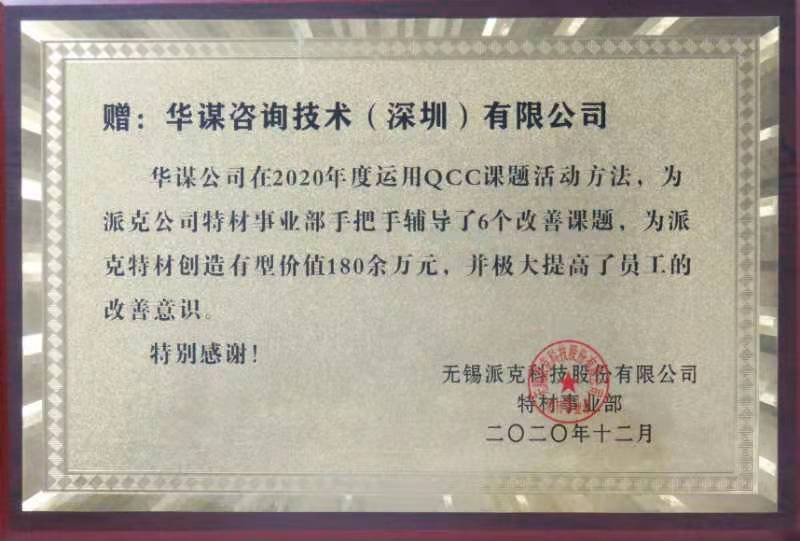 赠：华谋咨询技术（深圳）有限公司
华谋公司在2020年度运用QCC课题活动方法，为
派克公司特材事业部手把手辅导了6个改善课题，为派
克特材创造有型价值180余万元，并极大提高了员工的
改善意识。
特别感谢！
无锡派克科技股份有限公司
特材事业部
二〇二〇年十二月